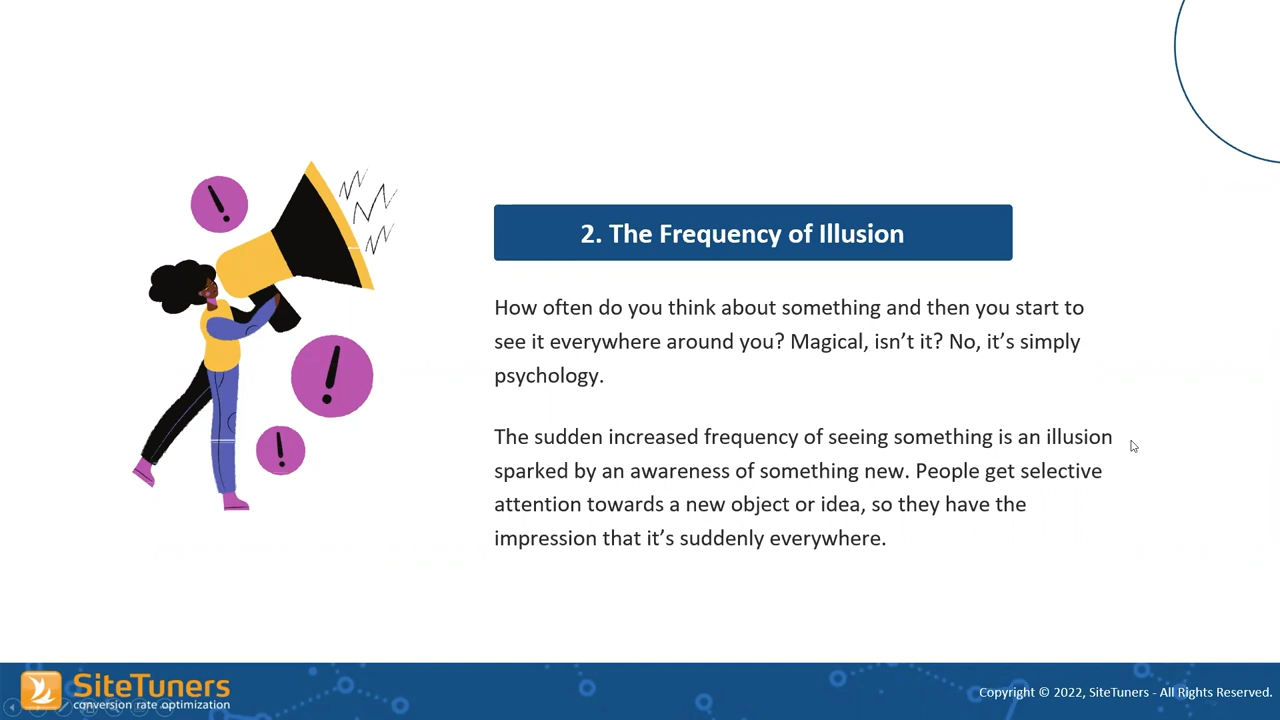 2. The Frequency of Illusion
How often do you think about something and then you start to
see it everywhere around you? Magical, isn’t it? No, it’s simply
psychology.
The sudden increased frequency of seeing something is an illusion
sparked by an awareness of something new. People get selective
attention towards a new object or idea, so they have the
impression that it’s suddenly everywhere.
SiteTuners
conversion rate optimization
Copyright © 2022, SiteTuners - All Rights Reserved.